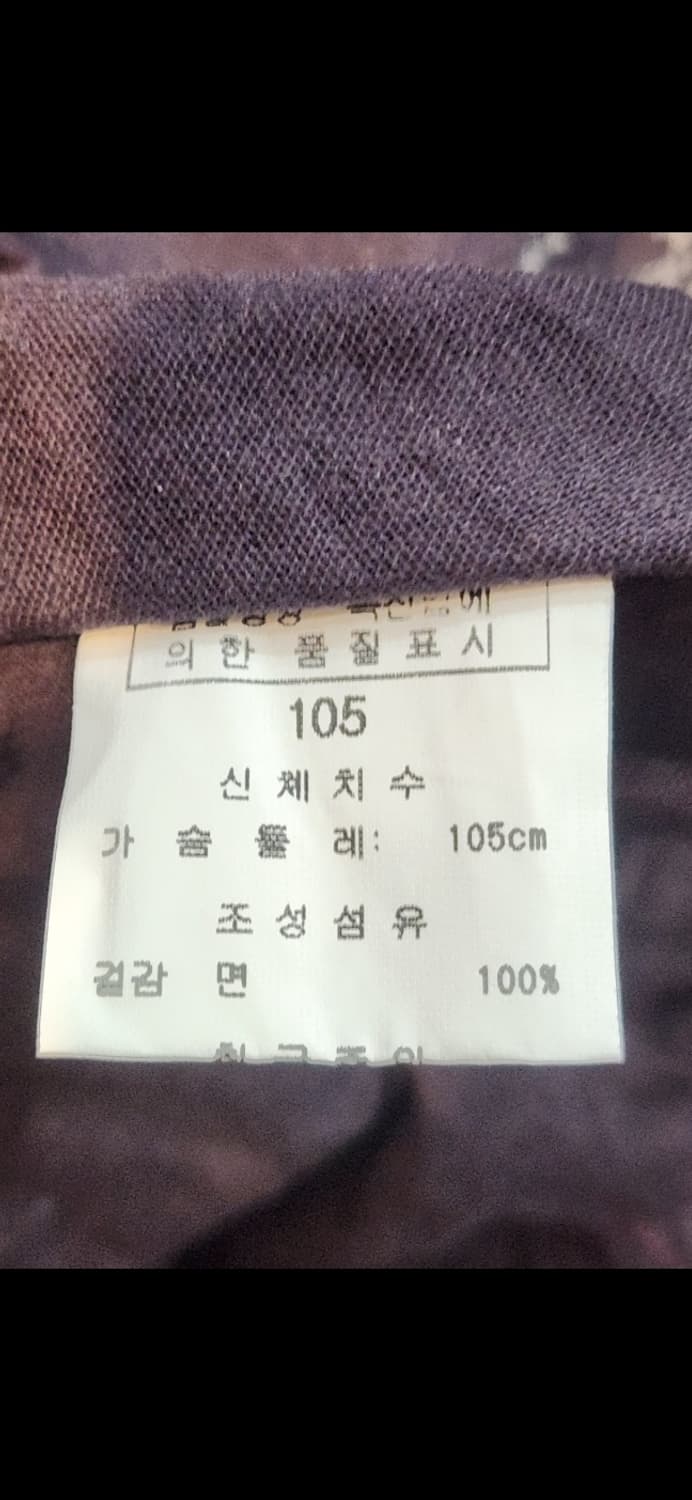 의한 품질표시
105
신체치수
가슴둘레: 105cm
조성섬유
겉감 면 100%